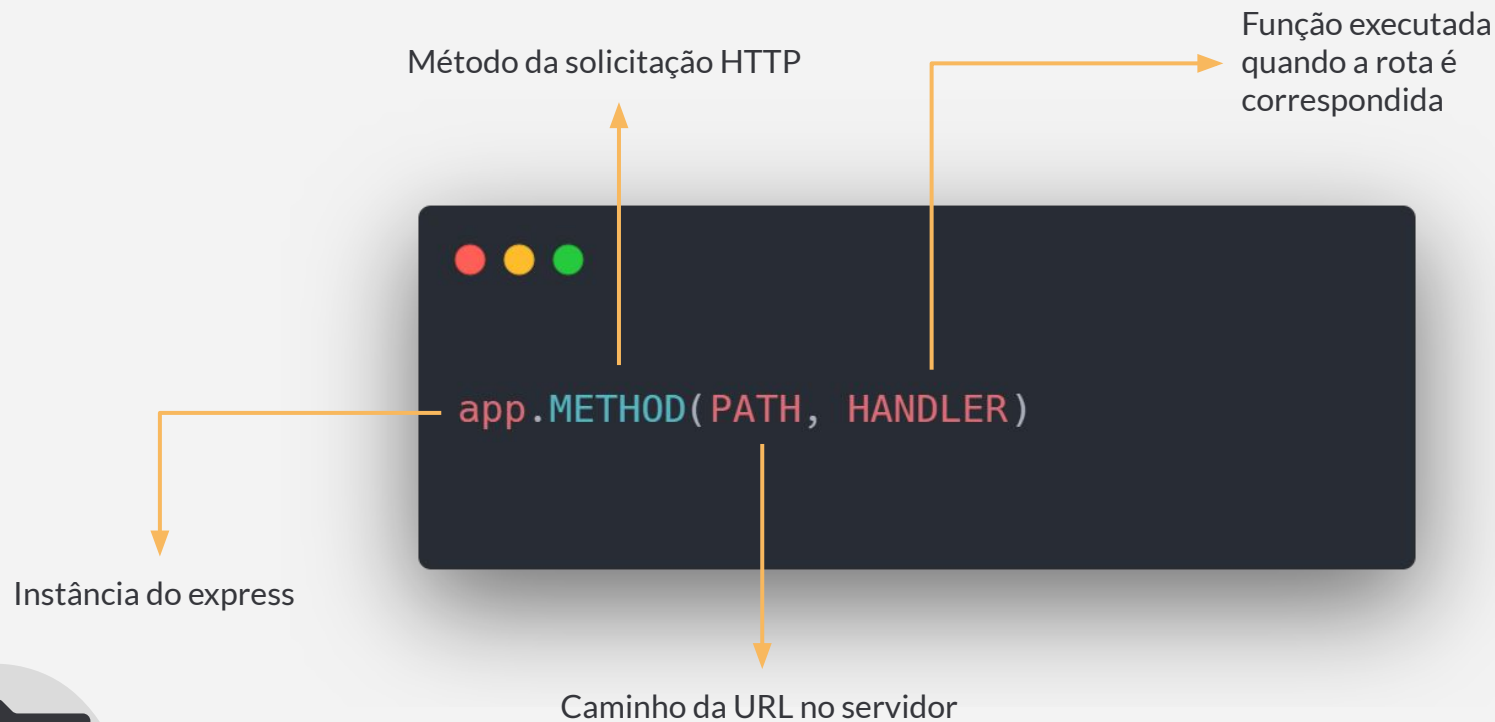 Método da solicitação HTTP
Função executada
quando a rota é
correspondida
app.METHOD(PATH, HANDLER)
Instância do express
Caminho da URL no servidor